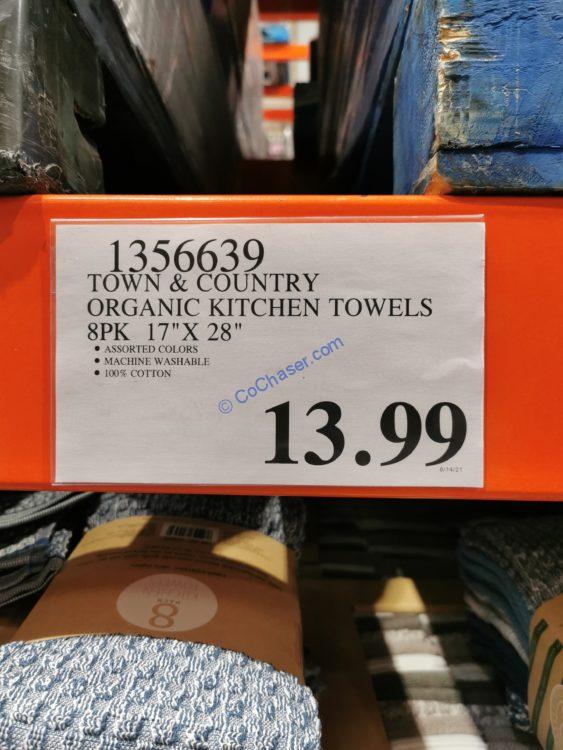 1356639
TOWN & COUNTRY
ORGANIC KITCHEN TOWELS
8PK 17"X 28"
● ASSORTED COLORS
● MACHINE WASHABLE
● 100% COTTON
© CoChaser.com
13.99
6/14/21
8
PACK